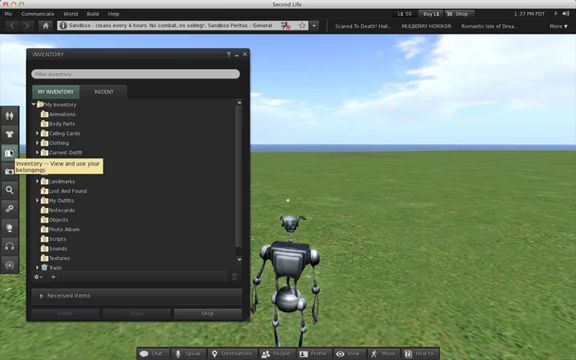 Second Life
Me Communicate World Build Help
L$ 50 Buy L$ Shop 1:37 PM PDT
Sandbox - cleans every 4 hours. No combat, no selling!, Sandbox Peritus - General
Scared To Death! Hal... MULBERRY HORROR Romantic Isle of Drea... More ▾
INVENTORY
Filter Inventory
MY INVENTORY RECENT
My Inventory
Animations
Body Parts
Calling Cards
Clothing
Current Outfit
Inventory -- View and use your
belongings
Landmarks
Lost And Found
My Outfits
Notecards
Objects
Photo Album
Scripts
Sounds
Textures
Trash
Received Items
Profile Share Shop
Chat Speak Destinations People Profile View Move How to